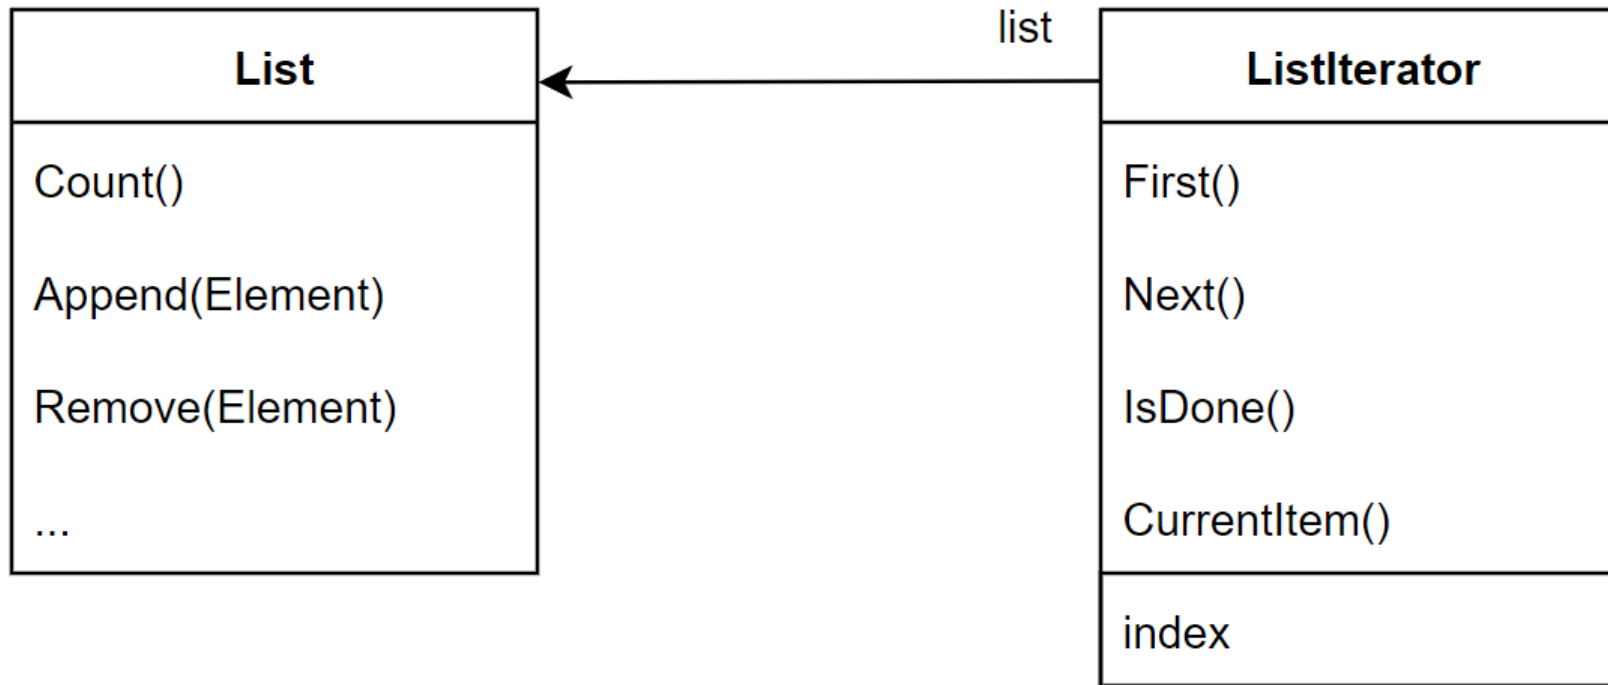 List
Count()
Append(Element)
Remove(Element)
...
list
ListIterator
First()
Next()
IsDone()
CurrentItem()
index